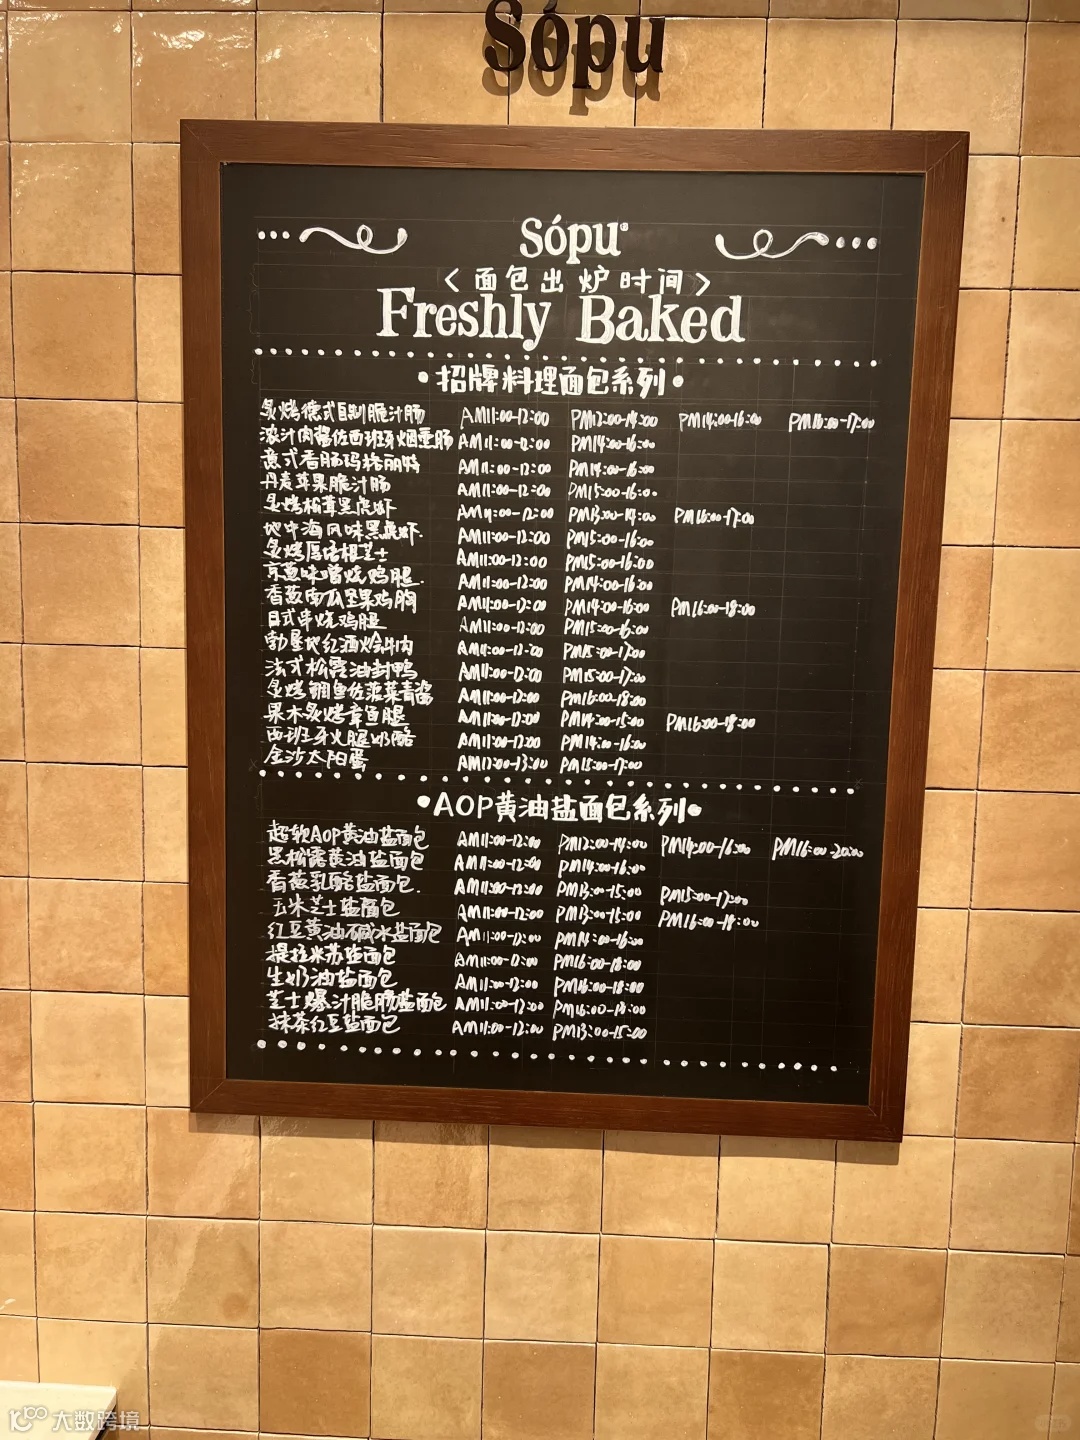 Sópu
Sópu
<面包出炉时间>
Freshly Baked
•招牌料理面包系列•
炙烤德式自制脆汁肠 AM11:00-12:00 PM12:00-14:00 PM14:00-16:00 PM16:00-17:00
浓汁肉酱佐西班牙烟熏肠 AM11:00-12:00 PM14:00-16:00
意式香肠玛格丽特 AM11:00-12:00 PM14:00-16:00
丹麦苹果脆汁肠 AM11:00-12:00 PM15:00-16:00
炙烤松茸黑虎虾 AM11:00-12:00 PM13:00-14:00 PM16:00-17:00
地中海风味黑虎虾. AM11:00-12:00 PM15:00-16:00
炙烤厚培根芝士 AM11:00-12:00 PM15:00-16:00
京葱味噌烧鸡腿. AM11:00-12:00 PM14:00-16:00
香葱南瓜坚果鸡胸 AM11:00-12:00 PM14:00-16:00 PM16:00-18:00
日式串烧鸡腿 AM11:00-12:00 PM15:00-16:00
勃垦地红酒烩牛肉 AM11:00-12:00 PM15:00-17:00
法式松露油封鸭 AM11:00-12:00 PM15:00-17:00
炙烤鲷鱼佐菠菜青酱 AM11:00-12:00 PM16:00-18:00
果木炙烤章鱼腿 AM11:00-12:00 PM14:00-15:00 PM16:00-18:00
西班牙火腿奶酪 AM11:00-12:00 PM14:00-16:00
金沙太阳蛋 AM12:00-13:00 PM15:00-17:00
•AOP黄油盐面包系列•
超软AOP黄油盐面包 AM11:00-12:00 PM12:00-14:00 PM14:00-16:00 PM16:00-20:00
黑松露黄油盐面包 AM11:00-12:00 PM14:00-16:00
香葱乳酪盐面包. AM11:00-12:00 PM13:00-15:00 PM15:00-17:00
玉米芝士盐面包 AM11:00-12:00 PM13:00-15:00 PM16:00-18:00
红豆黄油碱水盐面包 AM11:00-12:00 PM14:00-16:00
提拉米苏盐面包 AM11:00-12:00 PM16:00-18:00
生奶油盐面包 AM11:00-12:00 PM16:00-18:00
芝士爆汁脆肠盐面包 AM11:00-12:00 PM16:00-18:00
抹茶红豆盐面包 AM11:00-12:00 PM13:00-15:00
大数跨境